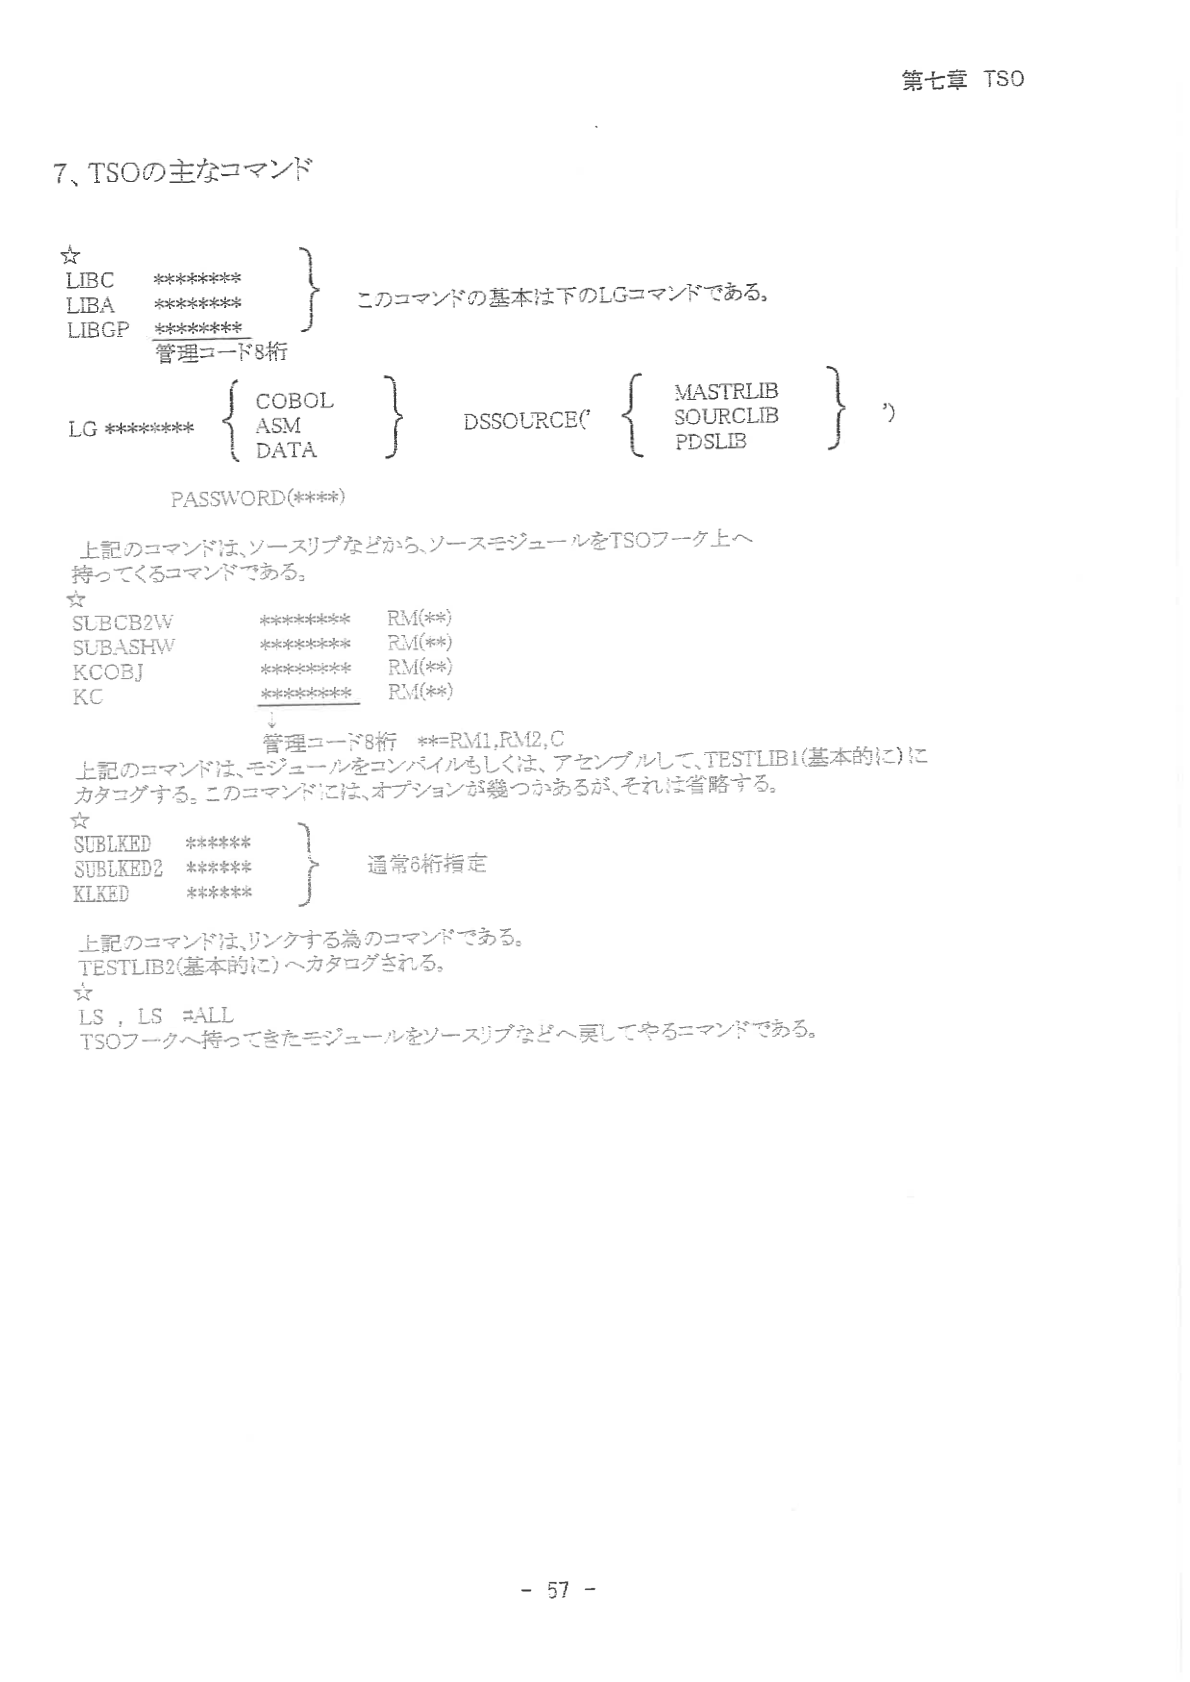 第七章 TSO
7、TSOの主なコマンド
☆
LIBC ********
LIBA ******** このコマンドの基本は下のLGコマンドである。
LIBGP ********
管理コード8桁
LG ******** { COBOL ASM DATA } DSSOURCE(' { MASTRLIB SOURCLIB PDSLIB } ')
PASSWORD(****)
上記のコマンドは、ソースリブなどから、ソースモジュールをTSOワーク上へ
持ってくるコマンドである。
☆
SUBCB2W ******** RM(**)
SUBASHW ******** RM(**)
KCOBJ ******** RM(**)
KC ******** RM(**)
↓
管理コード8桁 **=RM1,RM2,C
上記のコマンドは、モジュールをコンパイルもしくは、アセンブルして、TESTLIB1(基本的に)に
カタログする。このコマンドには、オプションが幾つかあるが、それは省略する。
☆
SUBLKED ******
SUBLKED2 ****** 通常6桁指定
KLKED ******
上記のコマンドは、リンクする為のコマンドである。
TESTLIB2(基本的に)へカタログされる。
☆
LS , LS #ALL
TSOワークへ持ってきたモジュールをソースリブなどへ戻してやるコマンドである。
- 57 -